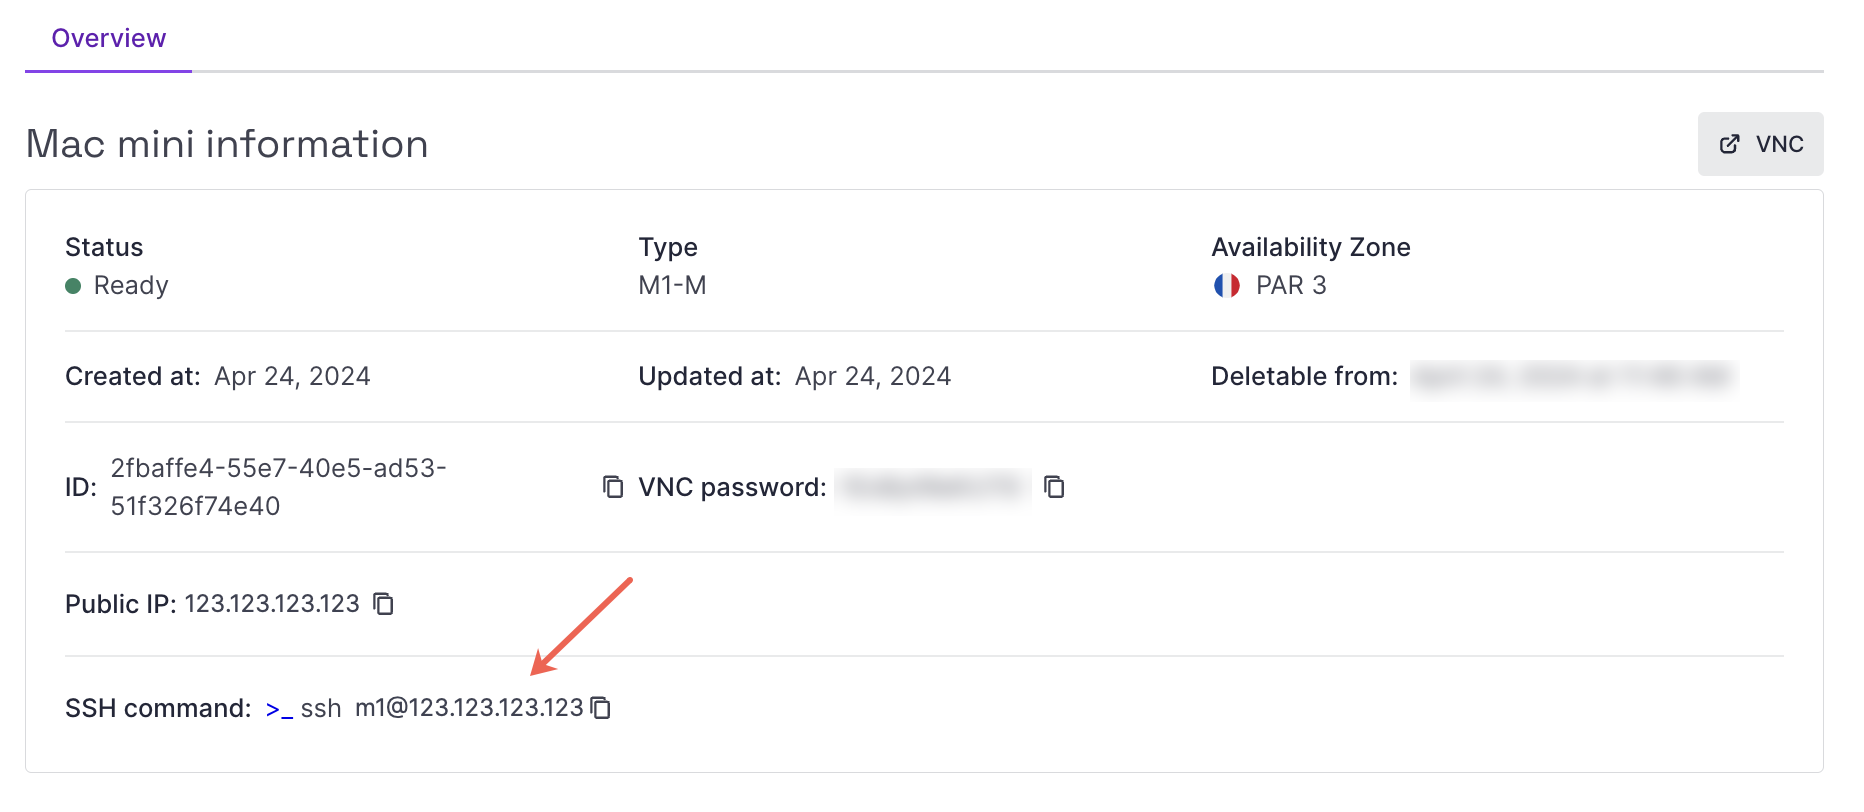 Overview
Mac mini information
VNC
Status
Type
Availability Zone
Ready
M1-M
PAR 3
Created at: Apr 24, 2024
Updated at: Apr 24, 2024
Deletable from:
ID: 2fbaffe4-55e7-40e5-ad53-
51f326f74e40
VNC password:
Public IP: 123.123.123.123
SSH command: >_ ssh m1@123.123.123.123